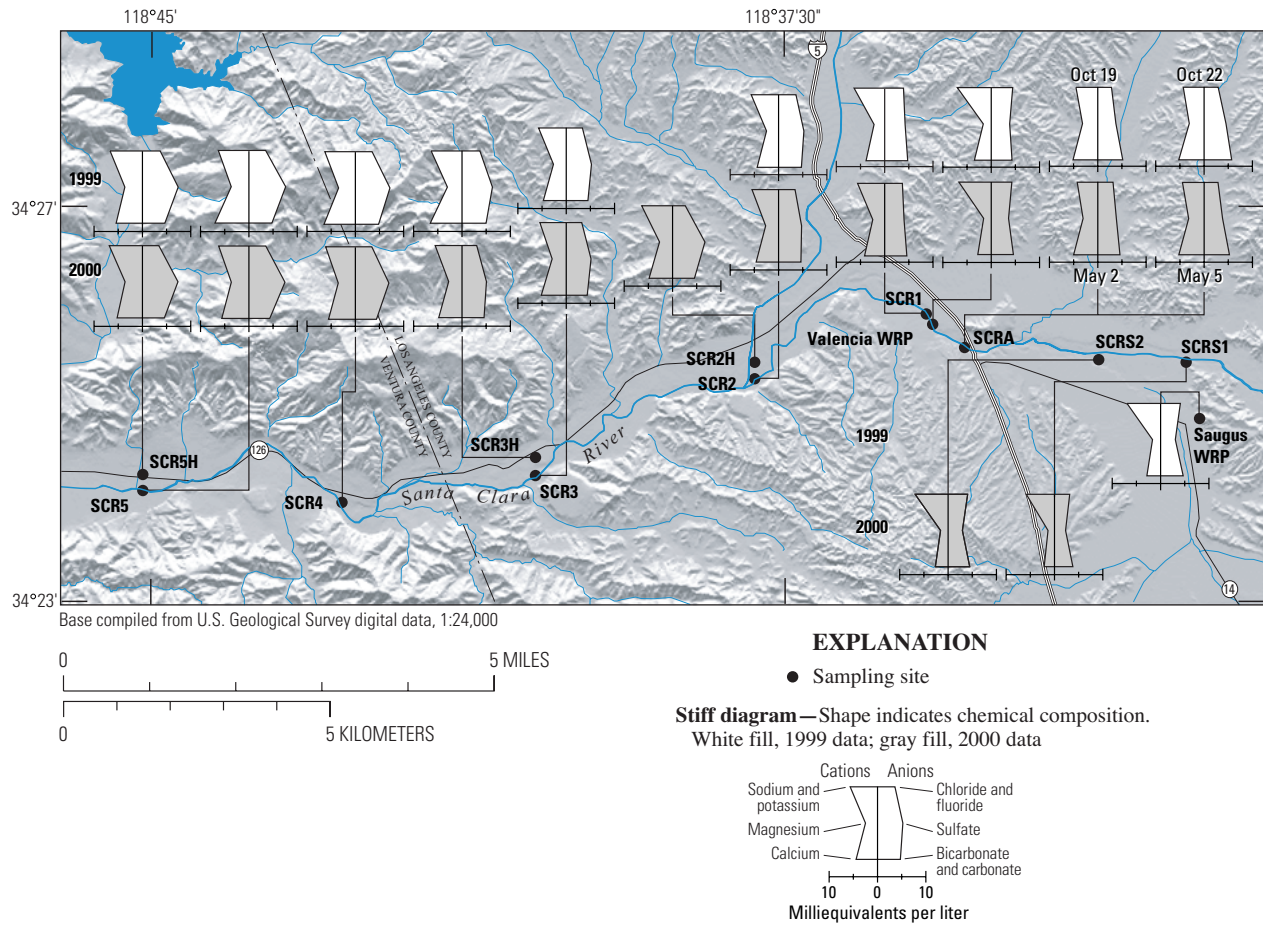 118°45'
118°37'30"
5
Oct 19
Oct 22
1999
34°27'
2000
May 2
May 5
SCR1
Valencia WRP
SCRA
SCRS2
SCRS1
SCR2H
SCR2
LOS ANGELES COUNTY
VENTURA COUNTY
1999
Saugus
WRP
SCR3H
126
SCR5H
SCR5
SCR4
SCR3
Santa Clara River
2000
14
34°23'
Base compiled from U.S. Geological Survey digital data, 1:24,000
0
5 MILES
0
5 KILOMETERS
EXPLANATION
Sampling site
Stiff diagram—Shape indicates chemical composition.
White fill, 1999 data; gray fill, 2000 data
Cations Anions
Sodium and
potassium
Chloride and
fluoride
Magnesium
Sulfate
Calcium
Bicarbonate
and carbonate
10 0 10
Milliequivalents per liter